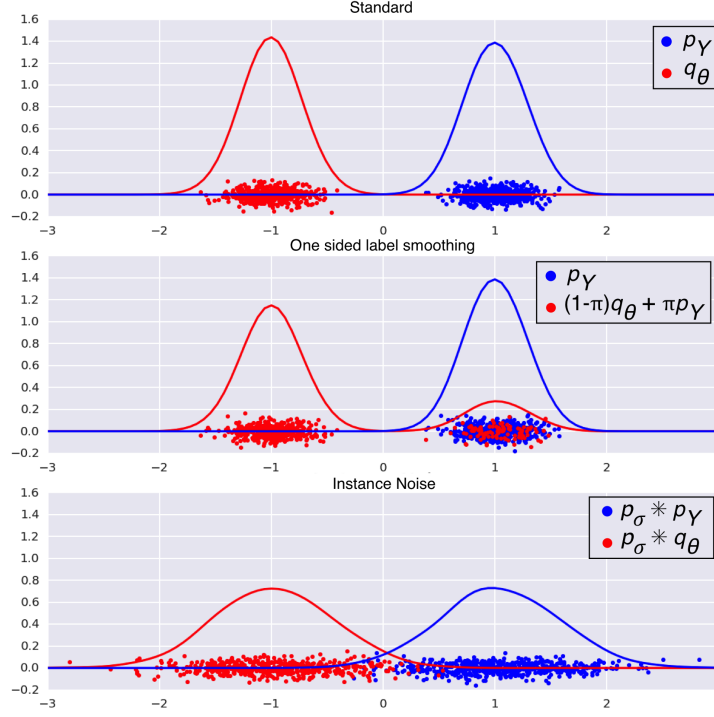 Standard
1.6
1.4
1.2
1.0
0.8
0.6
0.4
0.2
0.0
−0.2
−3 −2 −1 0 1 2
p_Y
q_θ
One sided label smoothing
1.6
1.4
1.2
1.0
0.8
0.6
0.4
0.2
0.0
−0.2
−3 −2 −1 0 1 2
p_Y
(1-π)q_θ + πp_Y
Instance Noise
1.6
1.4
1.2
1.0
0.8
0.6
0.4
0.2
0.0
−0.2
−3 −2 −1 0 1 2
p_σ ∗ p_Y
p_σ ∗ q_θ